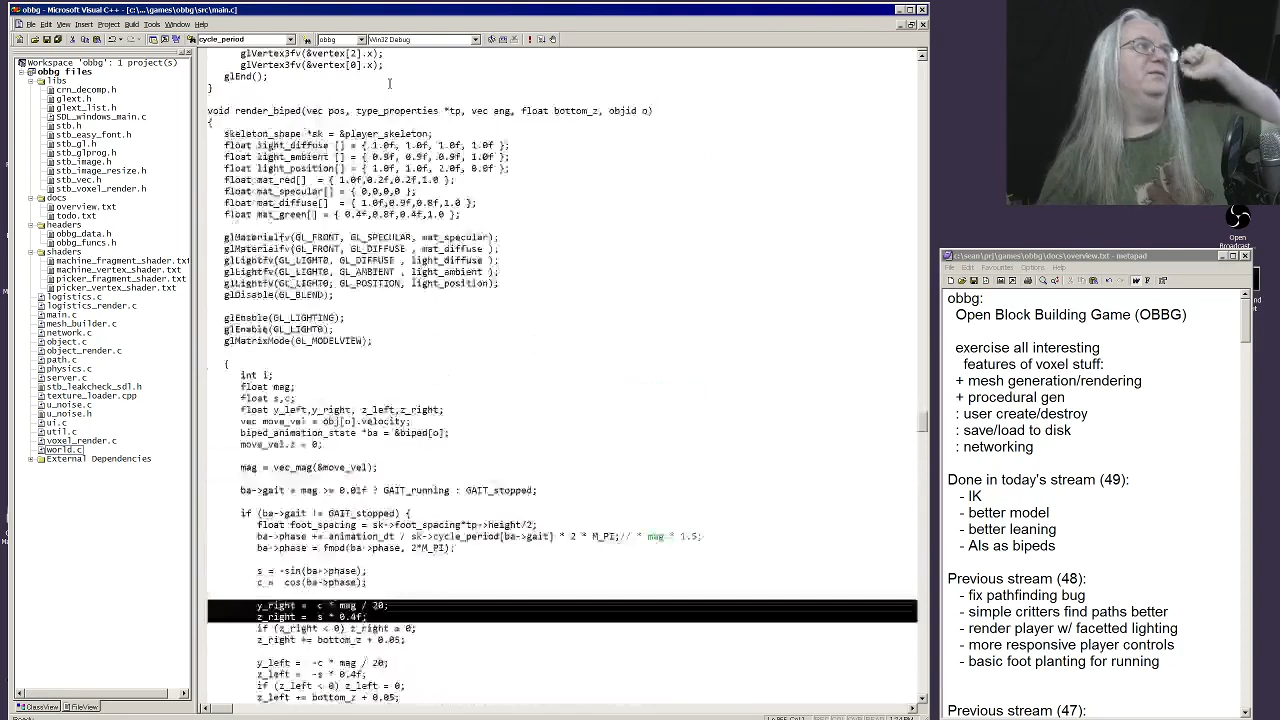 obbg - Microsoft Visual C++ - [c:\...\games\obbg\src\main.c]
File Edit View Insert Project Build Tools Window Help
cycle_period
obbg
Win32 Debug
Workspace 'obbg': 1 project(s)
obbg files
libs
crn_decomp.h
glext.h
glext_list.h
SDL_windows_main.c
stb.h
stb_easy_font.h
stb_gl.h
stb_glprog.h
stb_image_resize.h
stb_vec.h
stb_voxel_render.h
docs
overview.txt
todo.txt
headers
obbg_data.h
obbg_funcs.h
shaders
machine_fragment_shader.txt
machine_vertex_shader.txt
picker_fragment_shader.txt
picker_vertex_shader.txt
logistics.c
logistics_render.c
main.c
mesh_builder.c
network.c
object.c
object_render.c
path.c
physics.c
server.c
stb_leakcheck_sdl.h
texture_loader.cpp
u_noise.c
u_noise.h
ui.c
util.c
voxel_render.c
world.c
External Dependencies
ClassView
FileView
glVertex3fv(&vertex[2].x);
glVertex3fv(&vertex[0].x);
glEnd();
}
void render_biped(vec pos, type_properties *tp, vec ang, float bottom_z, objid o)
{
skeleton_shape *sk = &player_skeleton;
float light_diffuse [] = { 1.0f, 1.0f, 1.0f, 1.0f };
float light_ambient [] = { 0.9f, 0.9f, 0.9f, 1.0f };
float light_position[] = { 1.0f, 1.0f, 2.0f, 0.0f };
float mat_red[] = { 1.0f,0.2f,0.2f,1.0 };
float mat_specular[] = { 0,0,0,0 };
float mat_diffuse[] = { 1.0f,0.9f,0.8f,1.0f };
float mat_green[] = { 0.4f,0.8f,0.4f,1.0 };
glMaterialfv(GL_FRONT, GL_SPECULAR, mat_specular);
glMaterialfv(GL_FRONT, GL_DIFFUSE , mat_diffuse );
glLightfv(GL_LIGHT0, GL_DIFFUSE , light_diffuse );
glLightfv(GL_LIGHT0, GL_AMBIENT , light_ambient );
glLightfv(GL_LIGHT0, GL_POSITION, light_position);
glDisable(GL_BLEND);
glEnable(GL_LIGHTING);
glEnable(GL_LIGHT0);
glMatrixMode(GL_MODELVIEW);
{
int i;
float mag;
float s,c;
float y_left,y_right, z_left,z_right;
vec move_vel = obj[o].velocity;
biped_animation_state *ba = &biped[o];
move_vel.z = 0;
mag = vec_mag(&move_vel);
ba->gait = mag >= 0.01f ? GAIT_running : GAIT_stopped;
if (ba->gait != GAIT_stopped) {
float foot_spacing = sk->foot_spacing*tp->height/2;
ba->phase += animation_dt / sk->cycle_period[ba->gait] * 2 * M_PI;// * mag * 1.5;
ba->phase = fmod(ba->phase, 2*M_PI);
s = -sin(ba->phase);
c = cos(ba->phase);
y_right = c * mag / 20;
z_right = s * 0.4f;
if (z_right < 0) z_right = 0;
z_right += bottom_z + 0.05;
y_left = -c * mag / 20;
z_left = -s * 0.4f;
if (z_left < 0) z_left = 0;
z_left += bottom_z + 0.05;
Open
Broadcast...
c:\sean\prj\games\obbg\docs\overview.txt - metapad
File Edit Favourites Options Help
obbg:
Open Block Building Game (OBBG)
exercise all interesting
features of voxel stuff:
+ mesh generation/rendering
+ procedural gen
: user create/destroy
: save/load to disk
: networking
Done in today's stream (49):
- IK
- better model
- better leaning
- AIs as bipeds
Previous stream (48):
- fix pathfinding bug
- simple critters find paths better
- render player w/ facetted lighting
- more responsive player controls
- basic foot planting for running
Previous stream (47):